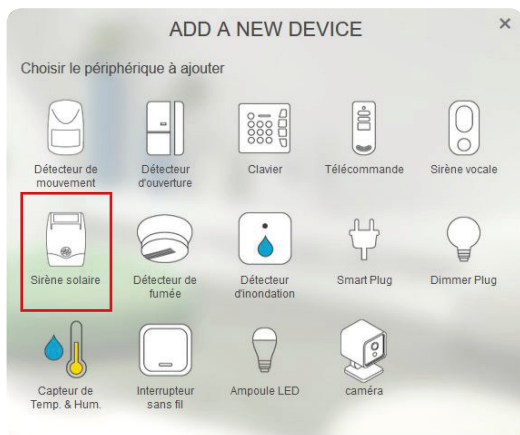 ADD A NEW DEVICE
×
Choisir le périphérique à ajouter
Détecteur de
mouvement
Détecteur
d'ouverture
Clavier
Télécommande
Sirène vocale
Sirène solaire
Détecteur de
fumée
Détecteur
d'inondation
Smart Plug
Dimmer Plug
Capteur de
Temp. & Hum.
Interrupteur
sans fil
Ampoule LED
caméra